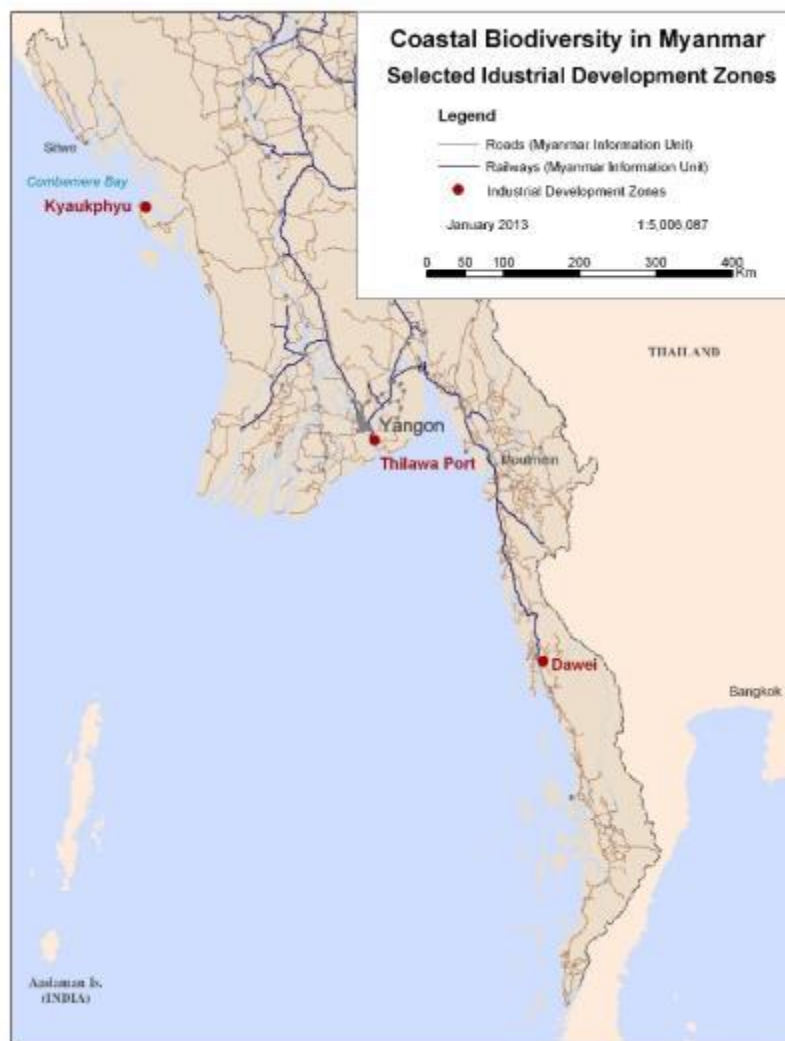 Coastal Biodiversity in Myanmar
Selected Idustrial Development Zones
Legend
Roads (Myanmar Information Unit)
Railways (Myanmar Information Unit)
Industrial Development Zones
January 2013 1:5,006,087
0 50 100 200 300 400
Km
Sitwe
Combemere Bay
Kyaukphyu
THAILAND
Yangon
Thilawa Port
Moulmein
Dawei
Bangkok
Andaman Is.
(INDIA)